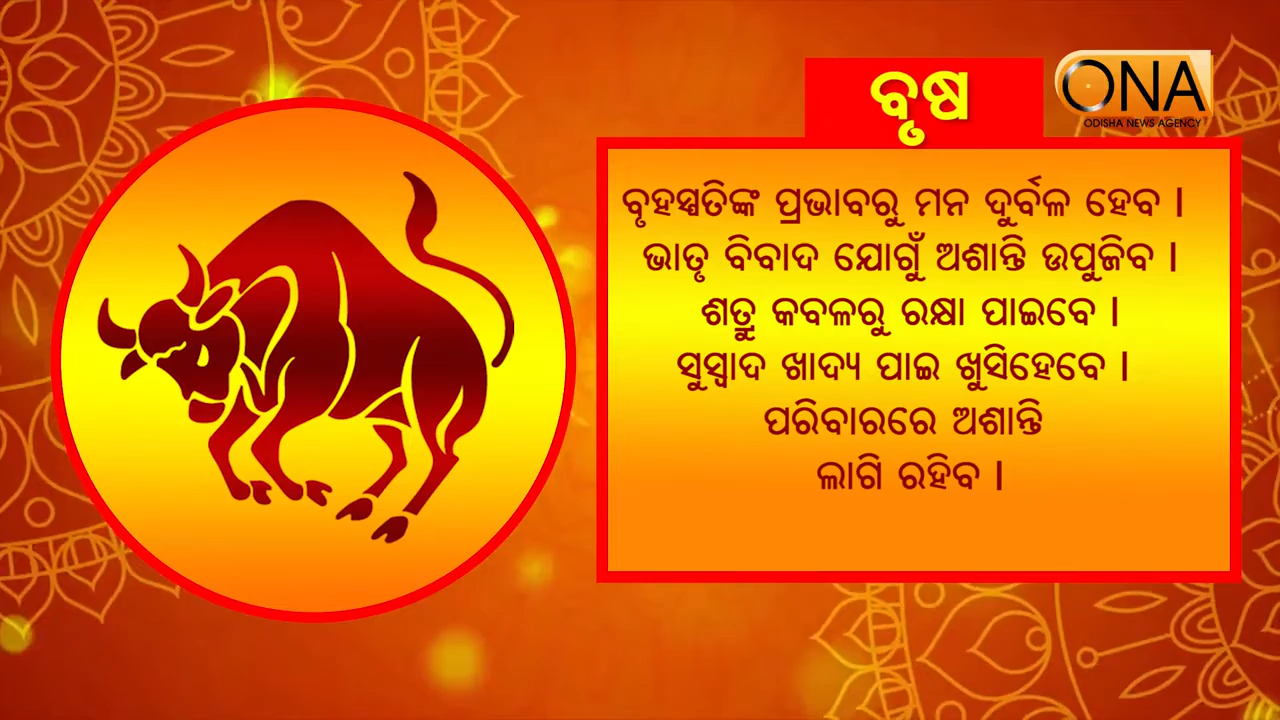 ବୃଷ
ONA
ODISHA NEWS AGENCY
ବୃହସ୍ପତିଙ୍କ ପ୍ରଭାବରୁ ମନ ଦୁର୍ବଳ ହେବ ।
ଭାତୃ ବିବାଦ ଯୋଗୁଁ ଅଶାନ୍ତି ଉପୁଜିବ ।
ଶତ୍ରୁ କବଳରୁ ରକ୍ଷା ପାଇବେ ।
ସୁସ୍ୱାଦ ଖାଦ୍ୟ ପାଇ ଖୁସିହେବେ ।
ପରିବାରରେ ଅଶାନ୍ତି
ଲାଗି ରହିବ ।